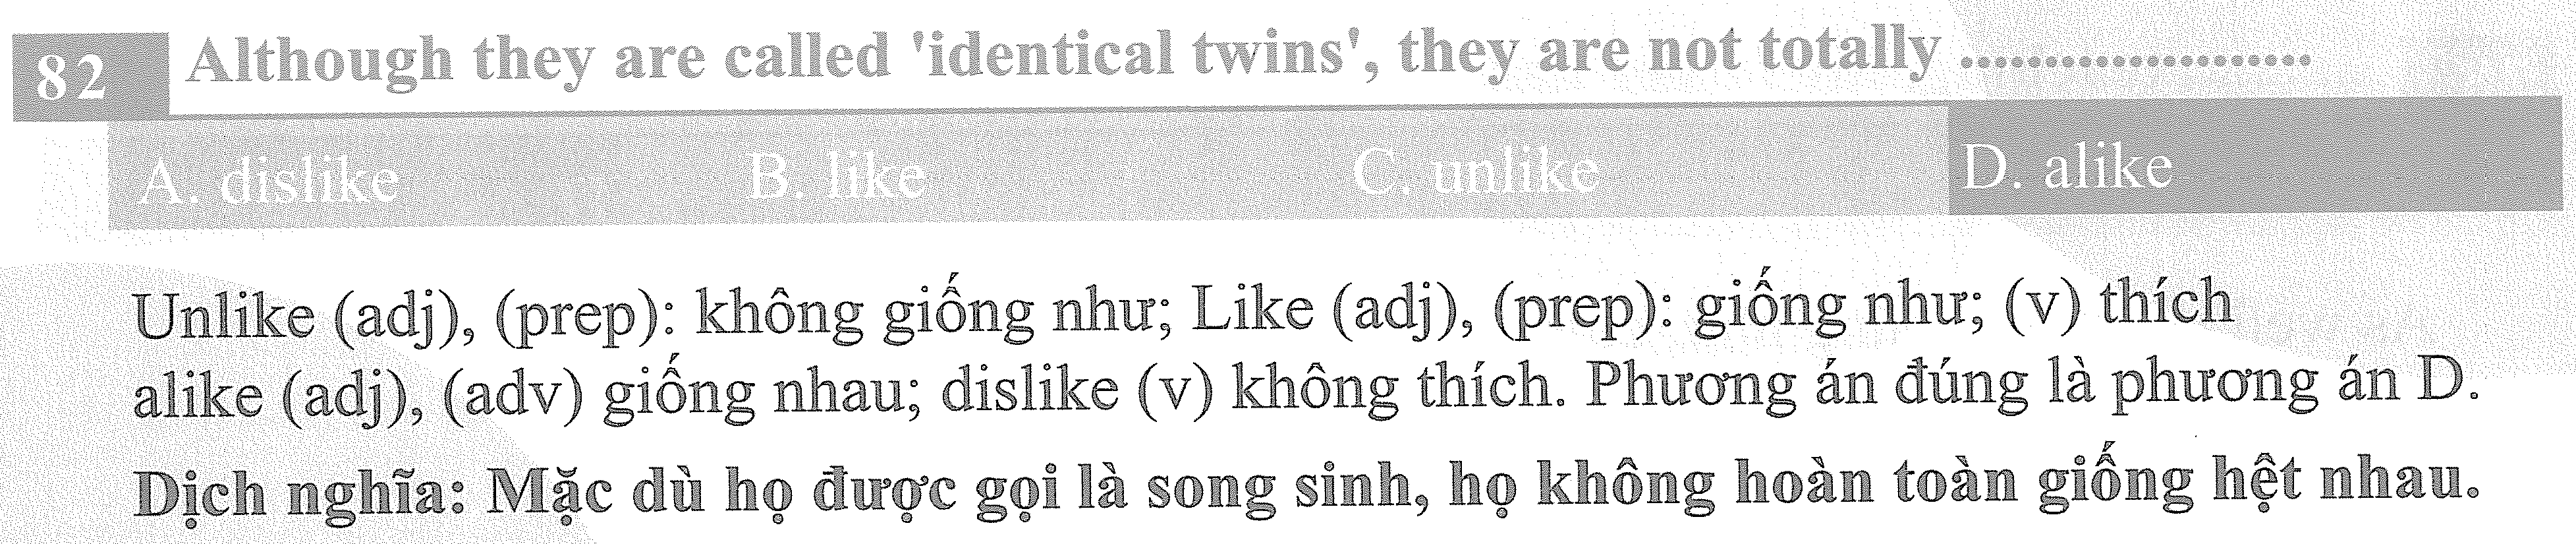 82 Although they are called 'identical twins', they are not totally .....................
A. dislike B. like C. unlike D. alike
Unlike (adj), (prep): không giống như; Like (adj), (prep): giống như; (v) thích
alike (adj), (adv) giống nhau; dislike (v) không thích. Phương án đúng là phương án D.
Dịch nghĩa: Mặc dù họ được gọi là song sinh, họ không hoàn toàn giống hệt nhau.